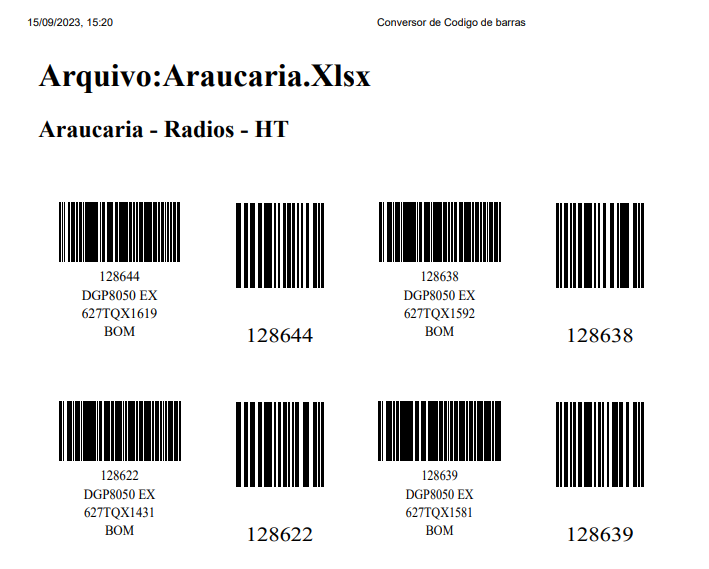 15/09/2023, 15:20
Conversor de Codigo de barras
Arquivo:Araucaria.Xlsx
Araucaria - Radios - HT
128644
DGP8050 EX
627TQX1619
BOM
128644
128638
DGP8050 EX
627TQX1592
BOM
128638
128622
DGP8050 EX
627TQX1431
BOM
128622
128639
DGP8050 EX
627TQX1581
BOM
128639